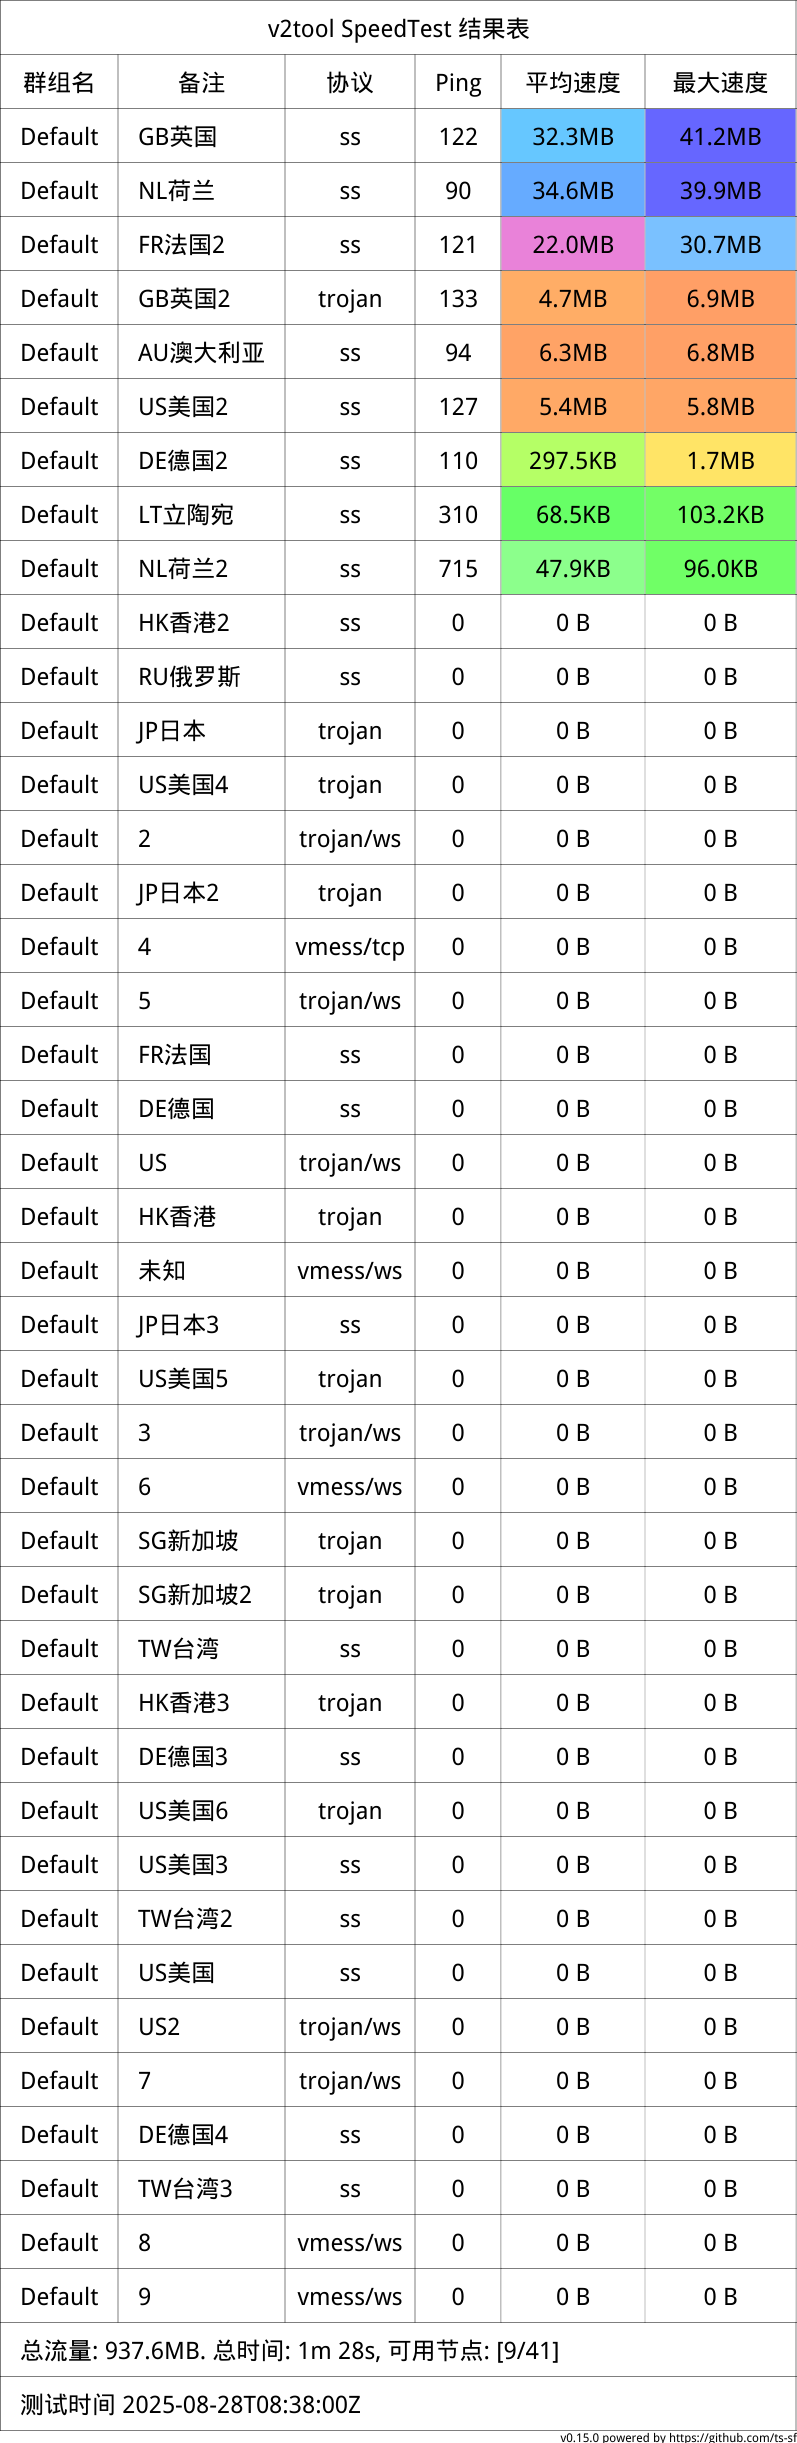 v2tool SpeedTest 结果表
群组名 备注 协议 Ping 平均速度 最大速度
Default GB英国 ss 122 32.3MB 41.2MB
Default NL荷兰 ss 90 34.6MB 39.9MB
Default FR法国2 ss 121 22.0MB 30.7MB
Default GB英国2 trojan 133 4.7MB 6.9MB
Default AU澳大利亚 ss 94 6.3MB 6.8MB
Default US美国2 ss 127 5.4MB 5.8MB
Default DE德国2 ss 110 297.5KB 1.7MB
Default LT立陶宛 ss 310 68.5KB 103.2KB
Default NL荷兰2 ss 715 47.9KB 96.0KB
Default HK香港2 ss 0 0 B 0 B
Default RU俄罗斯 ss 0 0 B 0 B
Default JP日本 trojan 0 0 B 0 B
Default US美国4 trojan 0 0 B 0 B
Default 2 trojan/ws 0 0 B 0 B
Default JP日本2 trojan 0 0 B 0 B
Default 4 vmess/tcp 0 0 B 0 B
Default 5 trojan/ws 0 0 B 0 B
Default FR法国 ss 0 0 B 0 B
Default DE德国 ss 0 0 B 0 B
Default US trojan/ws 0 0 B 0 B
Default HK香港 trojan 0 0 B 0 B
Default 未知 vmess/ws 0 0 B 0 B
Default JP日本3 ss 0 0 B 0 B
Default US美国5 trojan 0 0 B 0 B
Default 3 trojan/ws 0 0 B 0 B
Default 6 vmess/ws 0 0 B 0 B
Default SG新加坡 trojan 0 0 B 0 B
Default SG新加坡2 trojan 0 0 B 0 B
Default TW台湾 ss 0 0 B 0 B
Default HK香港3 trojan 0 0 B 0 B
Default DE德国3 ss 0 0 B 0 B
Default US美国6 trojan 0 0 B 0 B
Default US美国3 ss 0 0 B 0 B
Default TW台湾2 ss 0 0 B 0 B
Default US美国 ss 0 0 B 0 B
Default US2 trojan/ws 0 0 B 0 B
Default 7 trojan/ws 0 0 B 0 B
Default DE德国4 ss 0 0 B 0 B
Default TW台湾3 ss 0 0 B 0 B
Default 8 vmess/ws 0 0 B 0 B
Default 9 vmess/ws 0 0 B 0 B
总流量: 937.6MB. 总时间: 1m 28s, 可用节点: [9/41]
测试时间 2025-08-28T08:38:00Z
v0.15.0 powered by https://github.com/ts-sf